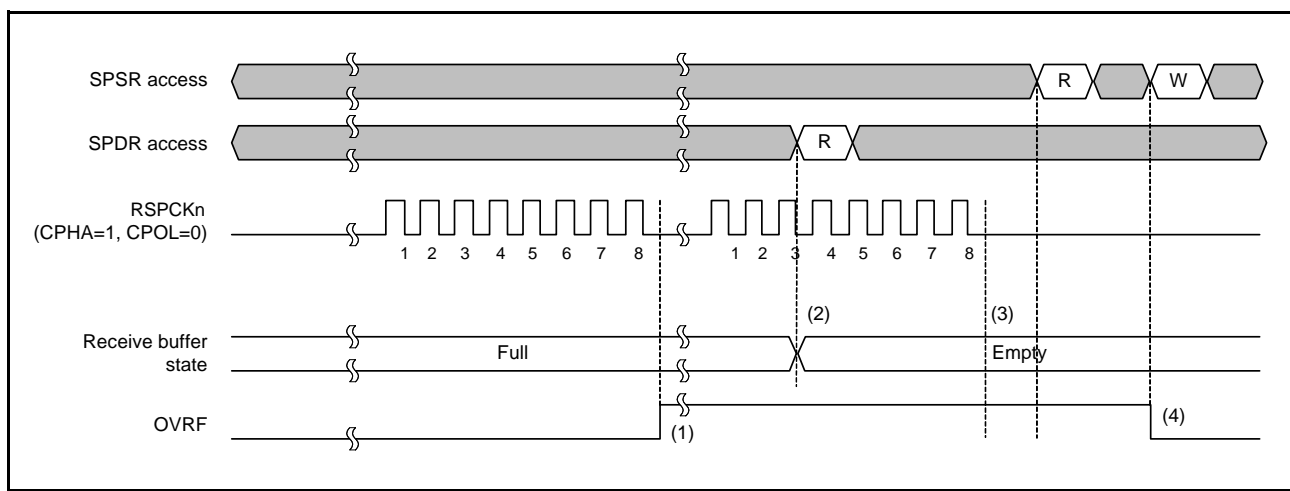 SPSR access
R
W
SPDR access
R
RSPCKn
(CPHA=1, CPOL=0)
1 2 3 4 5 6 7 8
1 2 3 4 5 6 7 8
(2)
(3)
Receive buffer
state
Full
Empty
OVRF
(1)
(4)